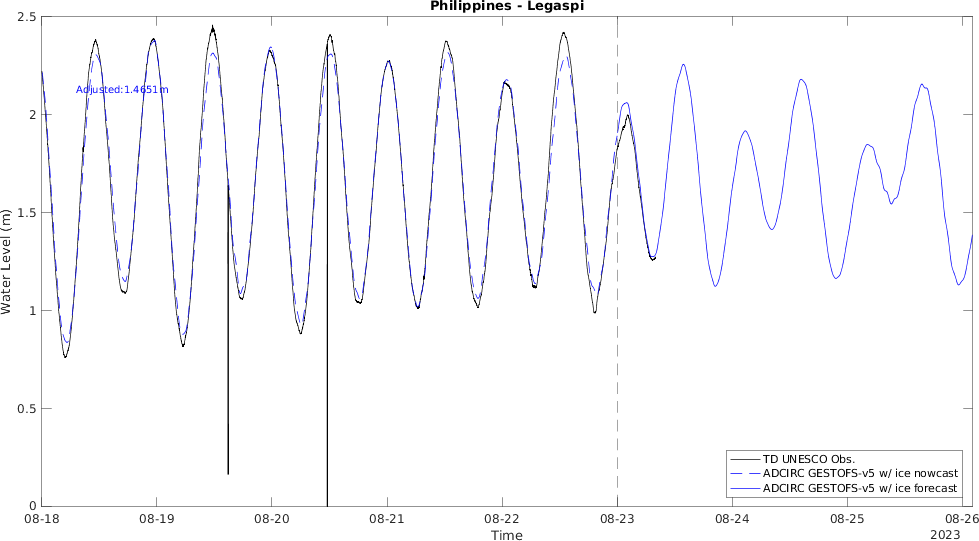 Philippines - Legaspi
2.5
2
1.5
1
0.5
0
Water Level (m)
Adjusted:1.4651m
TD UNESCO Obs.
ADCIRC GESTOFS-v5 w/ ice nowcast
ADCIRC GESTOFS-v5 w/ ice forecast
08-18 08-19 08-20 08-21 08-22 08-23 08-24 08-25 08-26
Time
2023